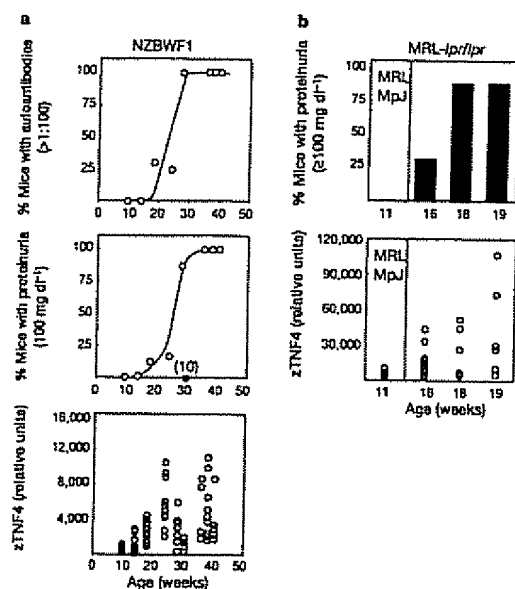 a
NZBWF1
% Mice with autoantibodies
(>1:100)
100
75
50
25
0 10 20 30 40 50
% Mice with proteinuria
(100 mg dl⁻¹)
100
75
50
25
(10)
0 10 20 30 40 50
zTNF4 (relative units)
16,000
12,000
8,000
4,000
0 10 20 30 40 50
Age (weeks)
b
MRL-lpr/lpr
% Mice with proteinuria
(≥100 mg dl⁻¹)
100
75
50
25
MRL
MpJ
11 16 18 19
zTNF4 (relative units)
120,000
90,000
60,000
30,000
MRL
MpJ
11 16 18 19
Age (weeks)